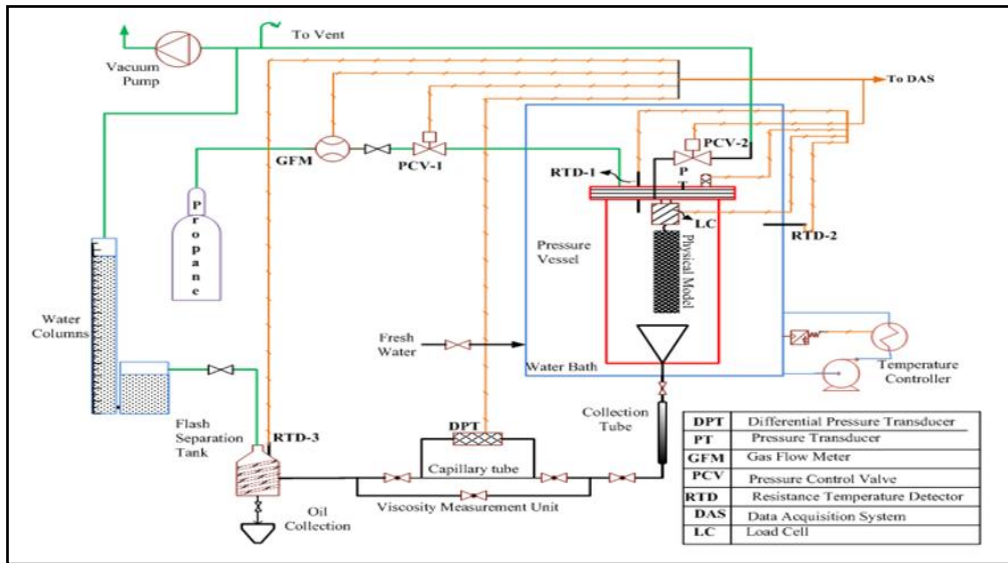 To Vent
Vacuum
Pump
To DAS
GFM
PCV-1
PCV-2
P
T
RTD-1
LC
RTD-2
Propane
Pressure
Vessel
Physical Model
Water
Columns
Fresh
Water
Water Bath
Temperature
Controller
Flash
Separation
Tank
RTD-3
DPT
Collection
Tube
Capillary tube
Viscosity Measurement Unit
Oil
Collection
DPT Differential Pressure Transducer
PT Pressure Transducer
GFM Gas Flow Meter
PCV Pressure Control Valve
RTD Resistance Temperature Detector
DAS Data Acquisition System
LC Load Cell